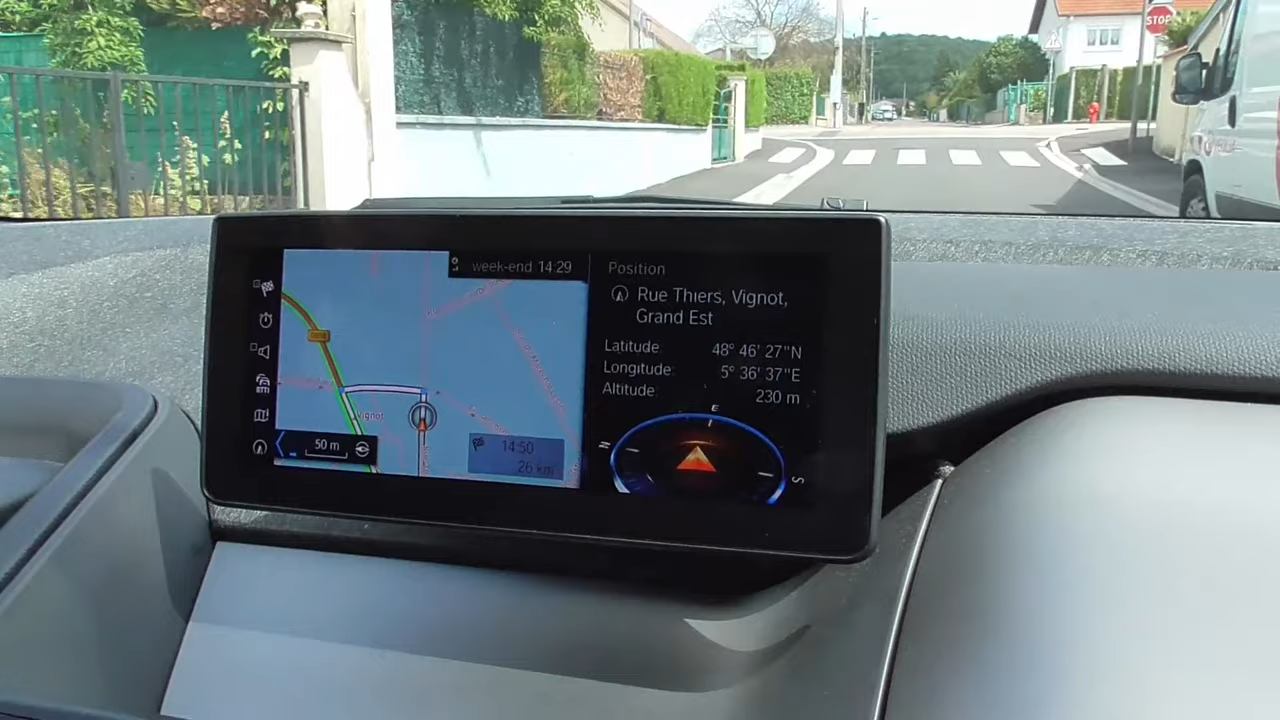 STOP
week-end 14:29
Position
Rue Thiers, Vignot,
Grand Est
Latitude: 48° 46' 27"N
Longitude: 5° 36' 37"E
Altitude: 230 m
Vignot
50 m
14:50
26 km
N
E
S